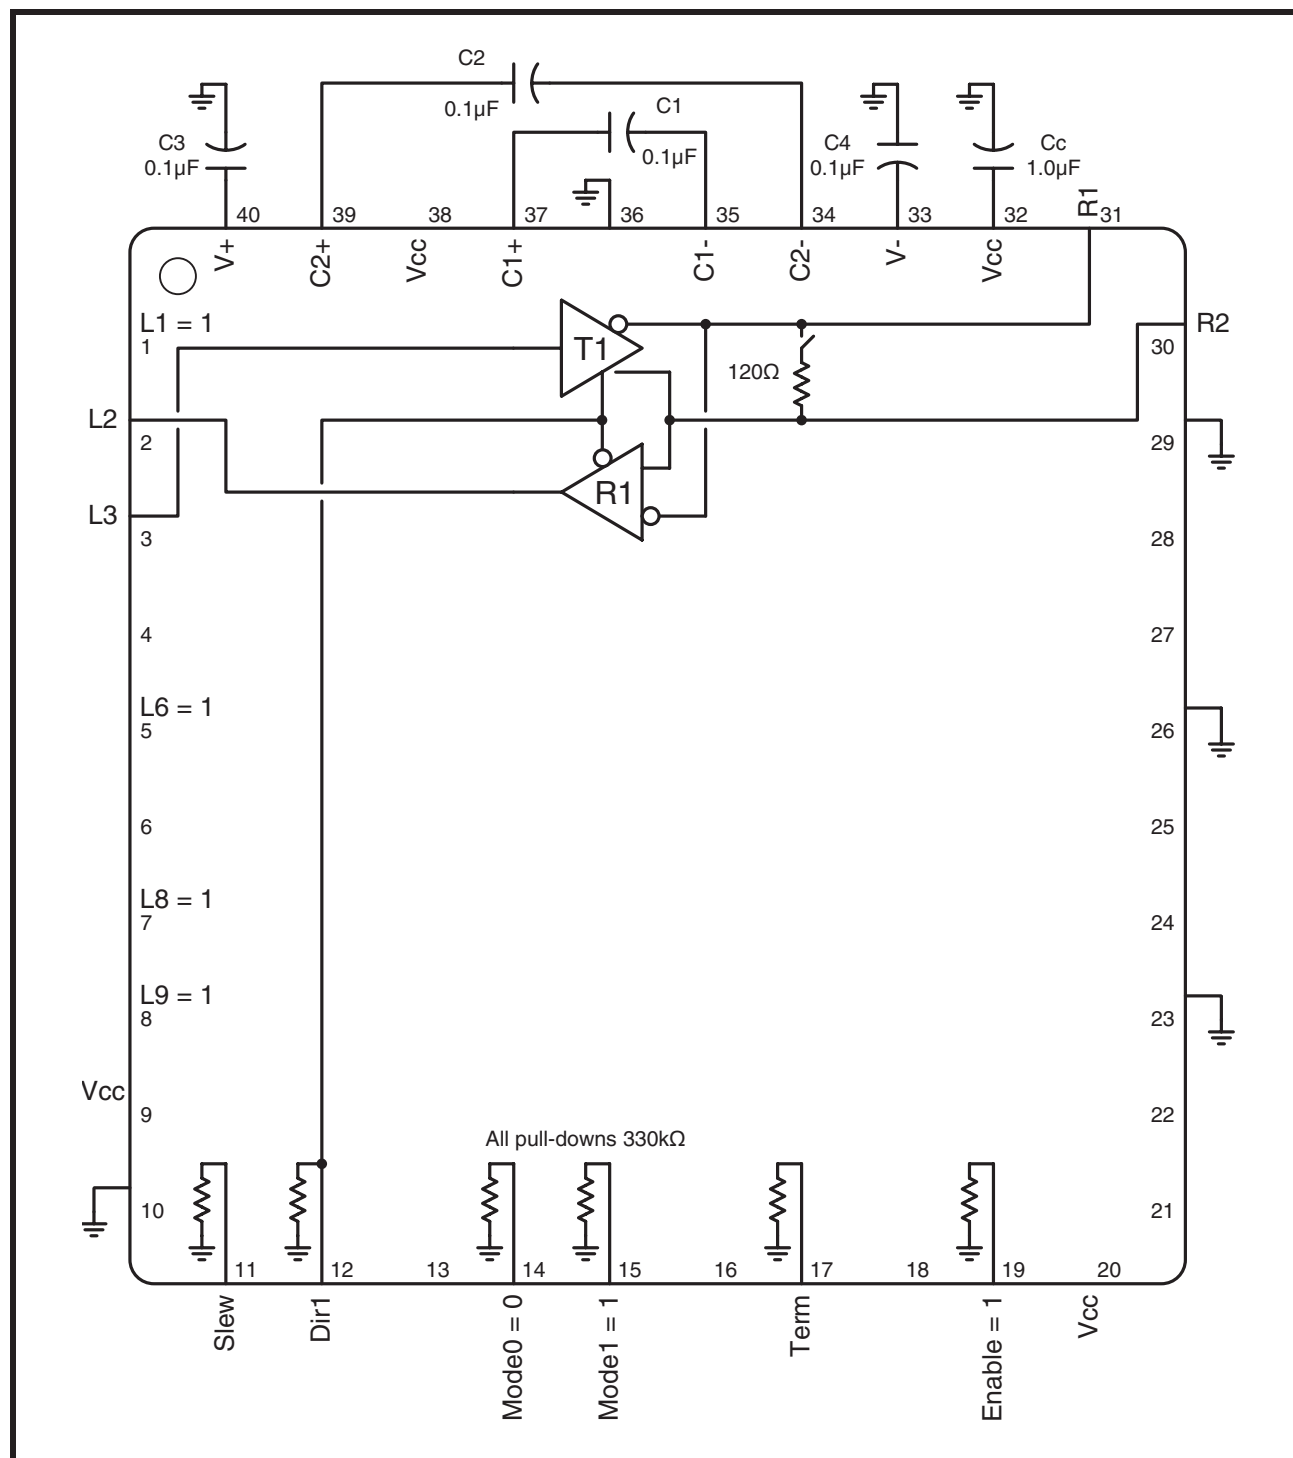 C2
0.1µF
C1
0.1µF
C3
0.1µF
C4
0.1µF
Cc
1.0µF
R1
40
39
38
37
36
35
34
33
32
31
V+
C2+
Vcc
C1+
C1-
C2-
V-
Vcc
L1 = 1
1
T1
120Ω
R2
30
L2
2
29
R1
L3
3
28
4
27
L6 = 1
5
26
6
25
L8 = 1
7
24
L9 = 1
8
23
Vcc
9
22
All pull-downs 330kΩ
10
21
11
12
13
14
15
16
17
18
19
20
Slew
Dir1
Mode0 = 0
Mode1 = 1
Term
Enable = 1
Vcc